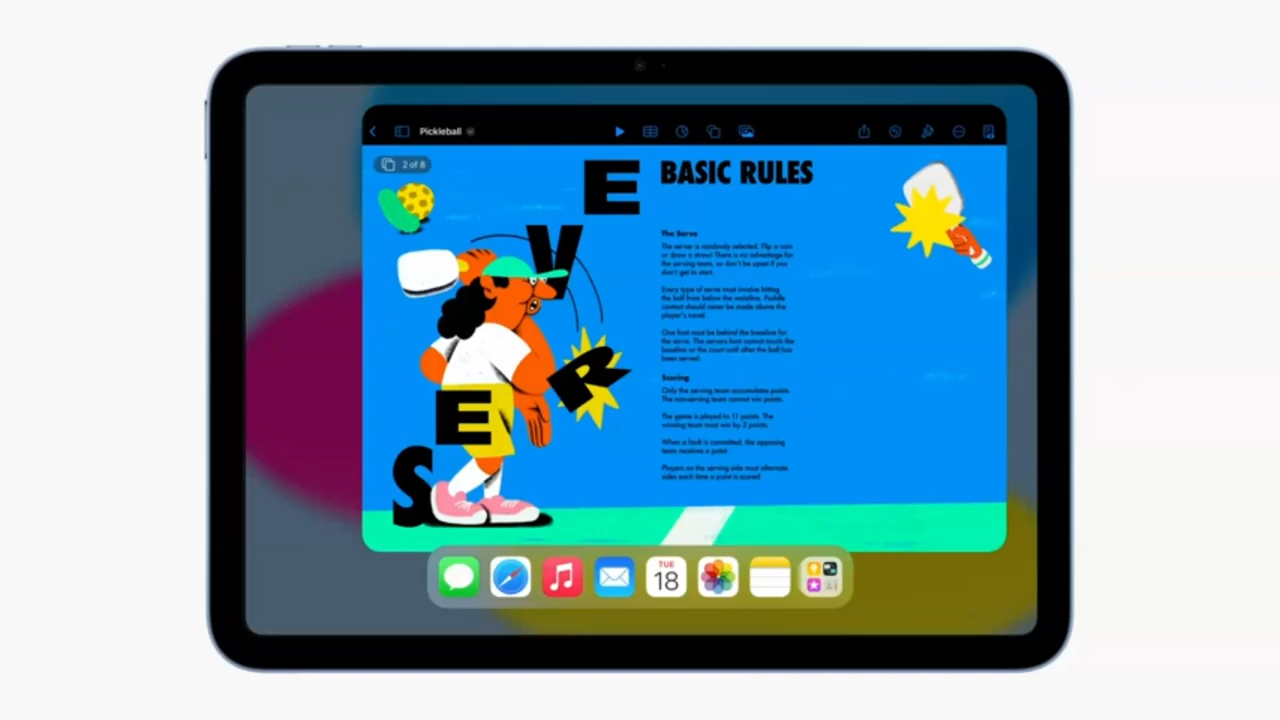 Pickleball
2 of 8
S
E
R
V
E
BASIC RULES
The Serve
The server is randomly selected. Flip a coin
or draw a straw! There is no advantage for
the serving team, so don't be upset if you
don't get to start.
Every type of serve must involve hitting
the ball from below the waistline. Paddle
contact should never be made above the
player's navel.
One foot must be behind the baseline for
the serve. The servers foot cannot touch the
baseline or the court until after the ball has
been served.
Scoring
Only the serving team accumulates points.
The nonserving team cannot win points.
The game is played to 11 points. The
winning team must win by 2 points.
When a fault is committed, the opposing
team receives a point
Players on the serving side must alternate
sides each time a point is scored
TUE
18